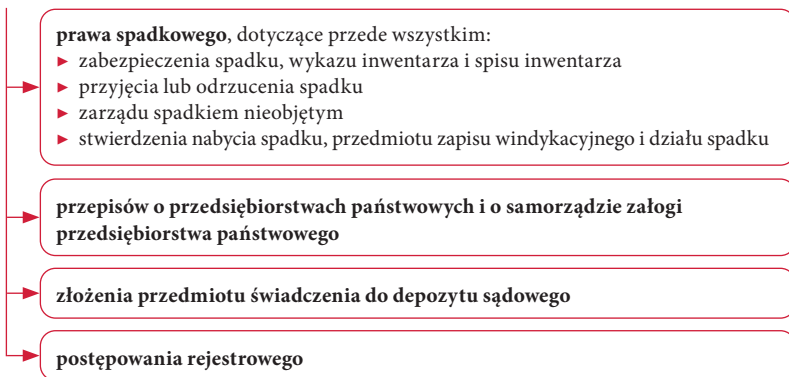 prawa spadkowego, dotyczące przede wszystkim:
► zabezpieczenia spadku, wykazu inwentarza i spisu inwentarza
► przyjęcia lub odrzucenia spadku
► zarządu spadkiem nieobjętym
► stwierdzenia nabycia spadku, przedmiotu zapisu windykacyjnego i działu spadku
przepisów o przedsiębiorstwach państwowych i o samorządzie załogi
przedsiębiorstwa państwowego
złożenia przedmiotu świadczenia do depozytu sądowego
postępowania rejestrowego